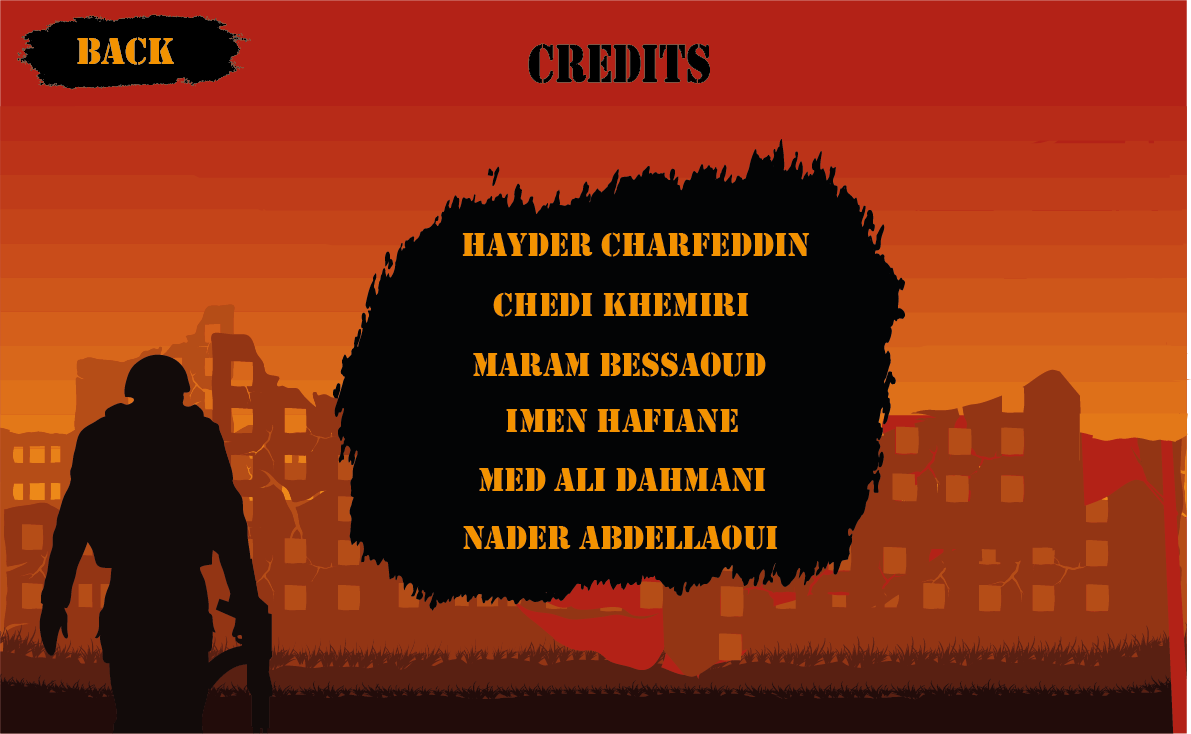 BACK
CREDITS
HAYDER CHARFEDDIN
CHEDI KHEMIRI
MARAM BESSAOUD
IMEN HAFIANE
MED ALI DAHMANI
NADER ABDELLAOUI